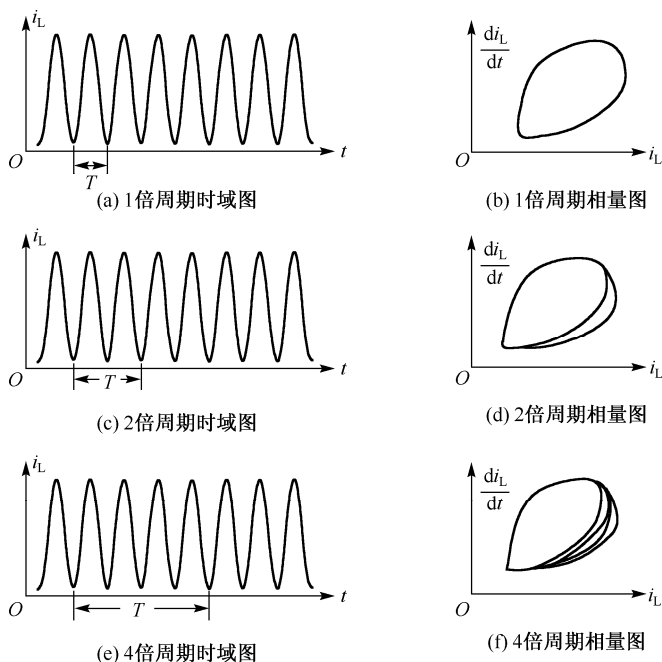 i_L
O
t
T
(a) 1倍周期时域图
di_L
dt
i_L
(b) 1倍周期相量图
i_L
O
t
T
(c) 2倍周期时域图
di_L
dt
O
i_L
(d) 2倍周期相量图
i_L
O
t
T
(e) 4倍周期时域图
di_L
dt
O
i_L
(f) 4倍周期相量图